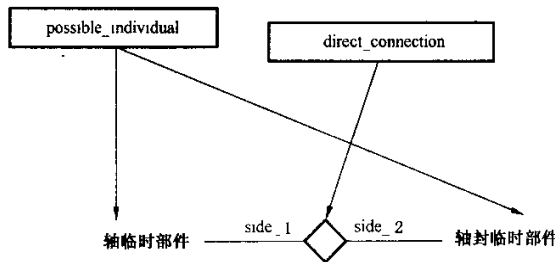 possible_individual
direct_connection
side_1
side_2
轴临时部件
轴封临时部件